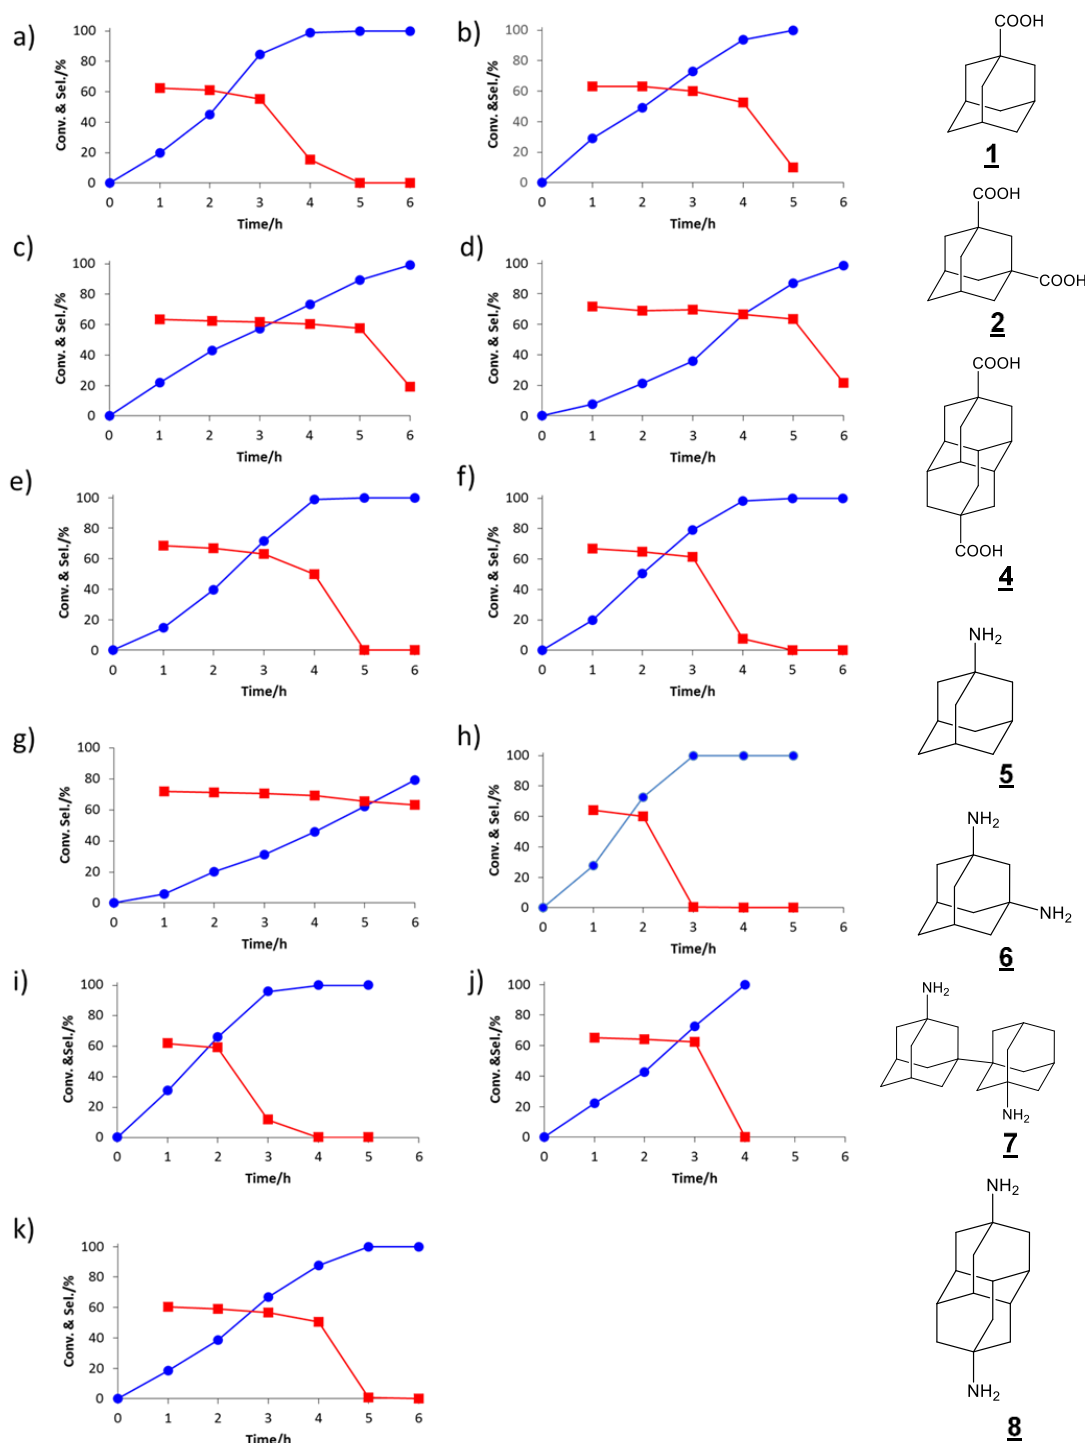 a)
Conv. & Sel./%
100
80
60
40
20
0
0 1 2 3 4 5 6
Time/h
b)
Conv. &Sel./%
100
80
60
40
20
0
0 1 2 3 4 5 6
Time/h
COOH
1
c)
Conv. & Sel./%
100
80
60
40
20
0
0 1 2 3 4 5 6
Time/h
d)
Conv. & Sel./%
100
80
60
40
20
0
0 1 2 3 4 5 6
Time/h
COOH
COOH
2
e)
Conv. & Sel./%
100
80
60
40
20
0
0 1 2 3 4 5 6
Time/h
f)
Conv. & Sel./%
100
80
60
40
20
0
0 1 2 3 4 5 6
Time/h
COOH
COOH
4
g)
Conv. Sel./%
100
80
60
40
20
0
0 1 2 3 4 5 6
Time/h
h)
Conv. & Sel./%
100
80
60
40
20
0
0 1 2 3 4 5 6
Time/h
NH2
5
NH2
NH2
6
i)
Conv. &Sel./%
100
80
60
40
20
0
0 1 2 3 4 5 6
Time/h
j)
Conv. & Sel./%
100
80
60
40
20
0
0 1 2 3 4 5 6
Time/h
NH2
NH2
7
k)
Conv. & Sel./%
100
80
60
40
20
0
0 1 2 3 4 5 6
Time/h
NH2
NH2
8